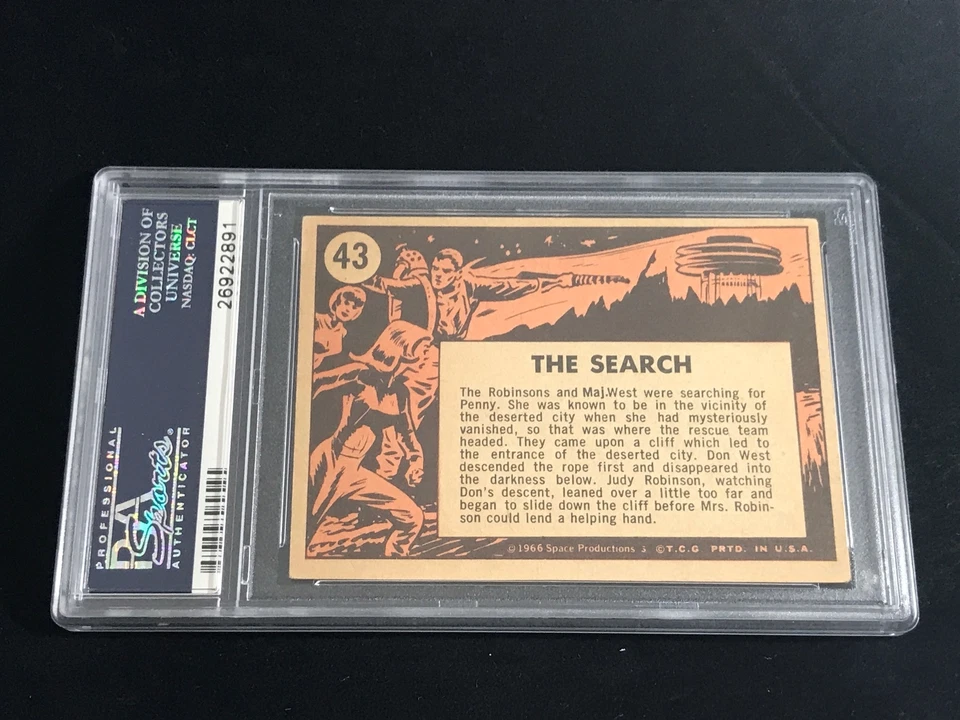 A DIVISION OF
COLLECTORS
UNIVERSE
NASDAQ: CLCT
26922891
PROFESSIONAL
PSA
Sports®
AUTHENTICATOR
43
THE SEARCH
The Robinsons and Maj.West were searching for
Penny. She was known to be in the vicinity of
the deserted city when she had mysteriously
vanished, so that was where the rescue team
headed. They came upon a cliff which led to
the entrance of the deserted city. Don West
descended the rope first and disappeared into
the darkness below. Judy Robinson, watching
Don's descent, leaned over a little too far and
began to slide down the cliff before Mrs. Robin-
son could lend a helping hand.
©1966 Space Productions 3 ©T.C.G PRTD. IN U.S.A.